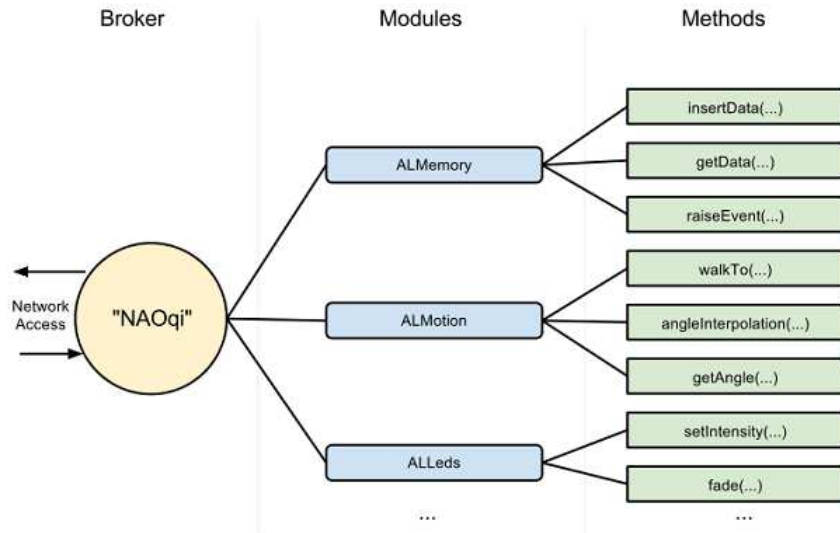 Broker
Modules
Methods
insertData(...)
ALMemory
getData(...)
raiseEvent(...)
walkTo(...)
Network
Access
"NAOqi"
ALMotion
angleInterpolation(...)
getAngle(...)
setIntensity(...)
ALLeds
fade(...)
...
...